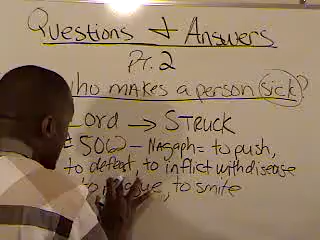 Questions & Answers
Pt. 2
Who makes a person sick?
Lord → Struck
5062 - Nagaph = to push,
to defeat, to inflict with disease
to plague, to smite